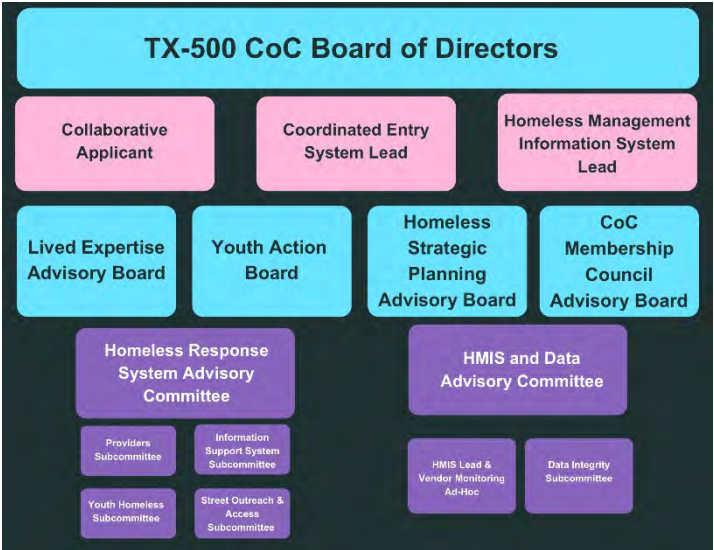 TX-500 CoC Board of Directors
Collaborative
Applicant
Coordinated Entry
System Lead
Homeless Management
Information System
Lead
Lived Expertise
Advisory Board
Youth Action
Board
Homeless
Strategic
Planning
Advisory Board
CoC
Membership
Council
Advisory Board
Homeless Response
System Advisory
Committee
HMIS and Data
Advisory Committee
Providers
Subcommittee
Information
Support System
Subcommittee
Youth Homeless
Subcommittee
Street Outreach &
Access
Subcommittee
HMIS Lead &
Vendor Monitoring
Ad-Hoc
Data Integrity
Subcommittee